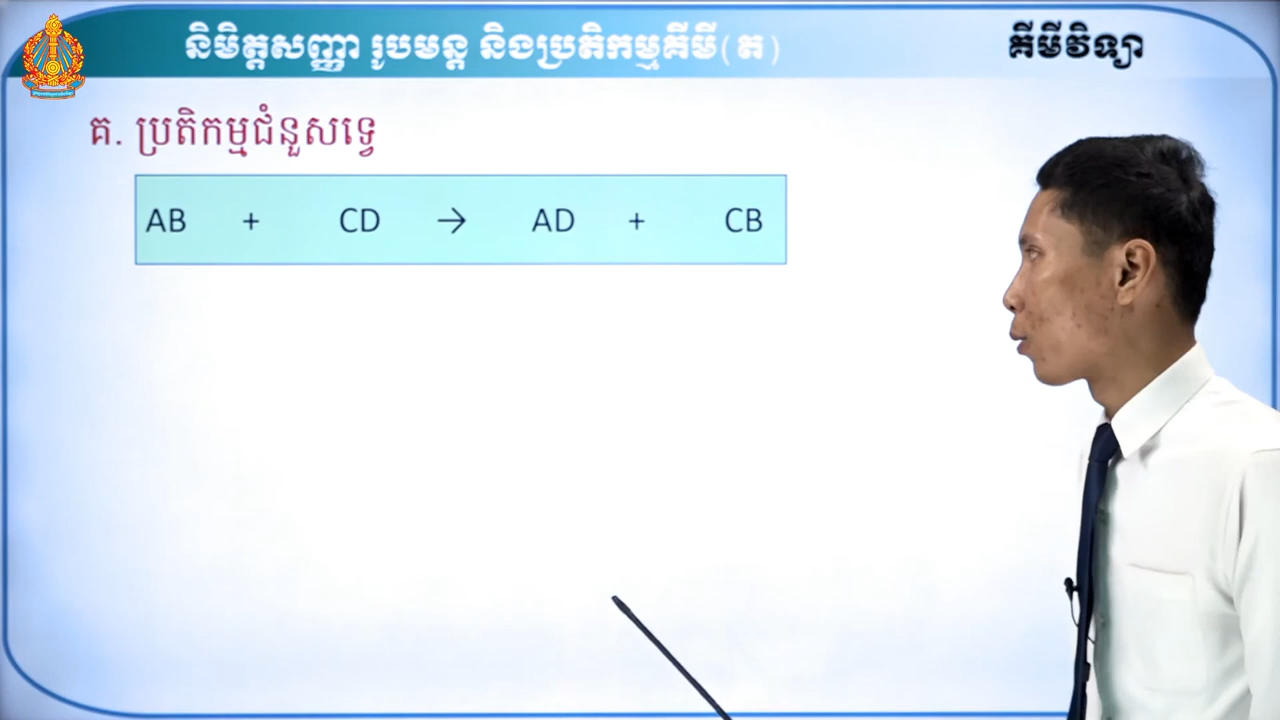 និមិត្តសញ្ញា រូបមន្ត និងប្រតិកម្មគីមី(ត)
គីមីវិទ្យា
គ. ប្រតិកម្មជំនួសទ្វេ
AB + CD → AD + CB